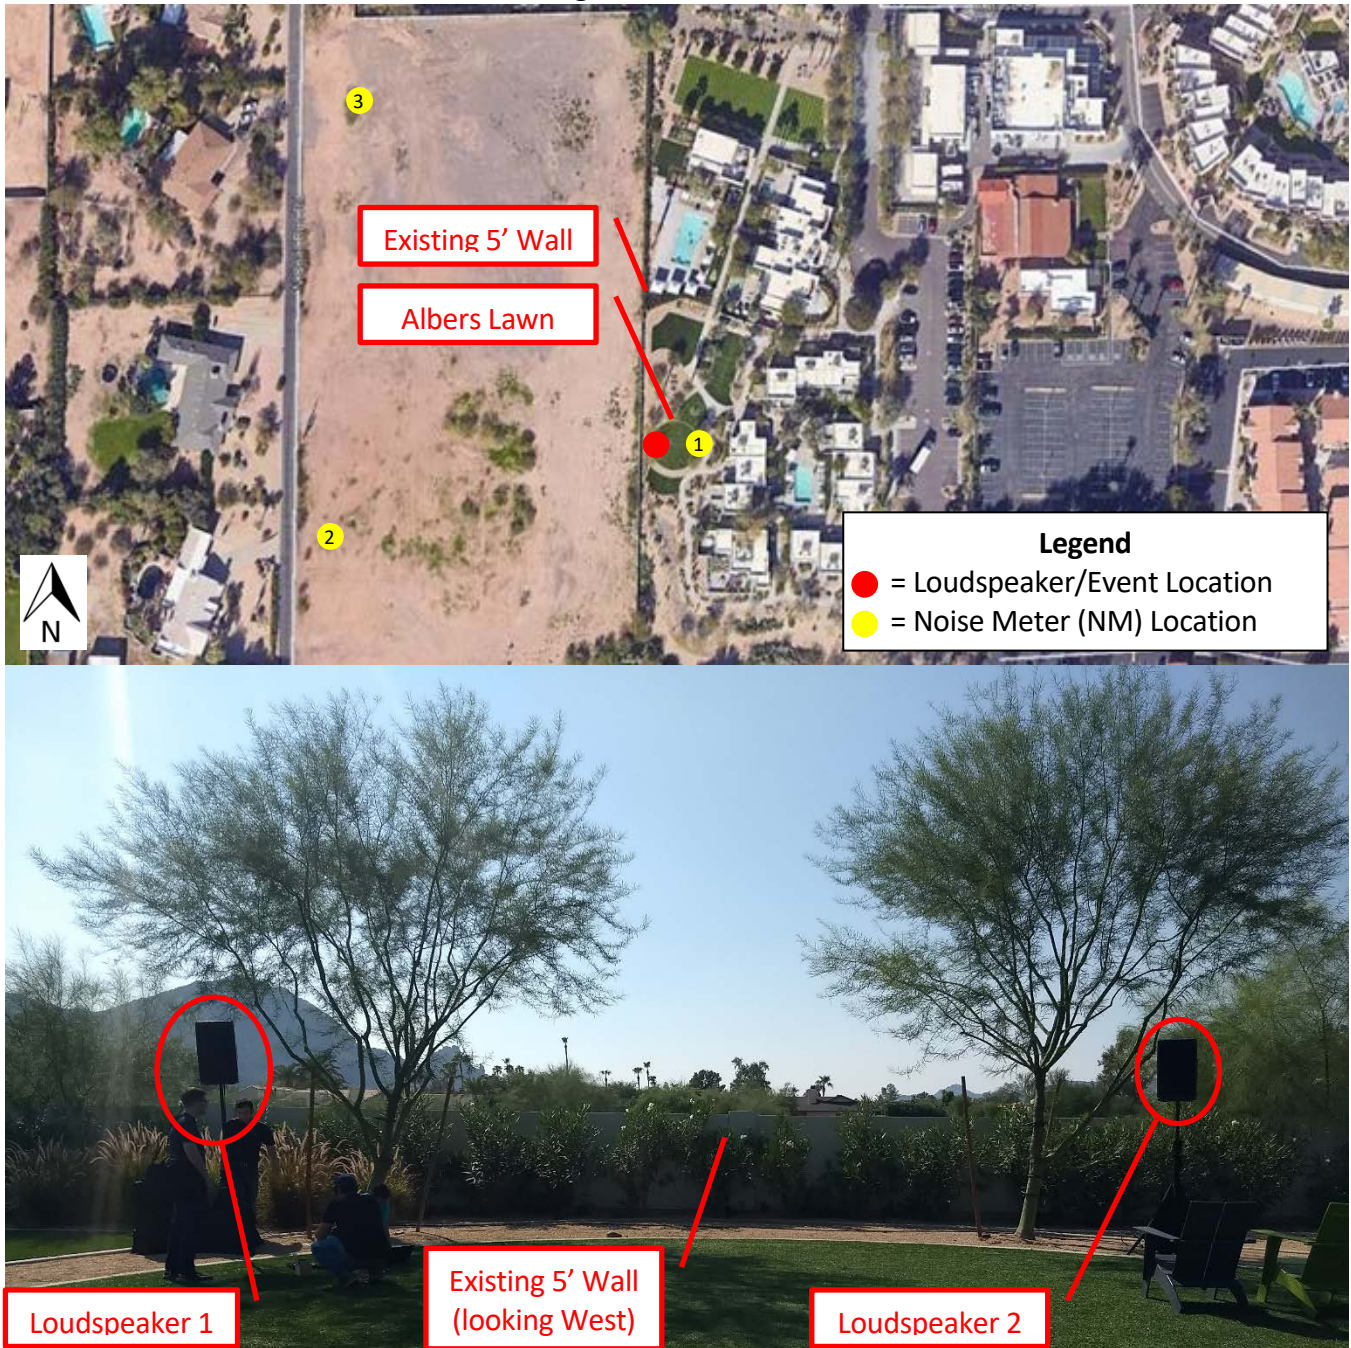 3
Existing 5’ Wall
Albers Lawn
1
2
N
Legend
= Loudspeaker/Event Location
= Noise Meter (NM) Location
Loudspeaker 1
Existing 5’ Wall
(looking West)
Loudspeaker 2